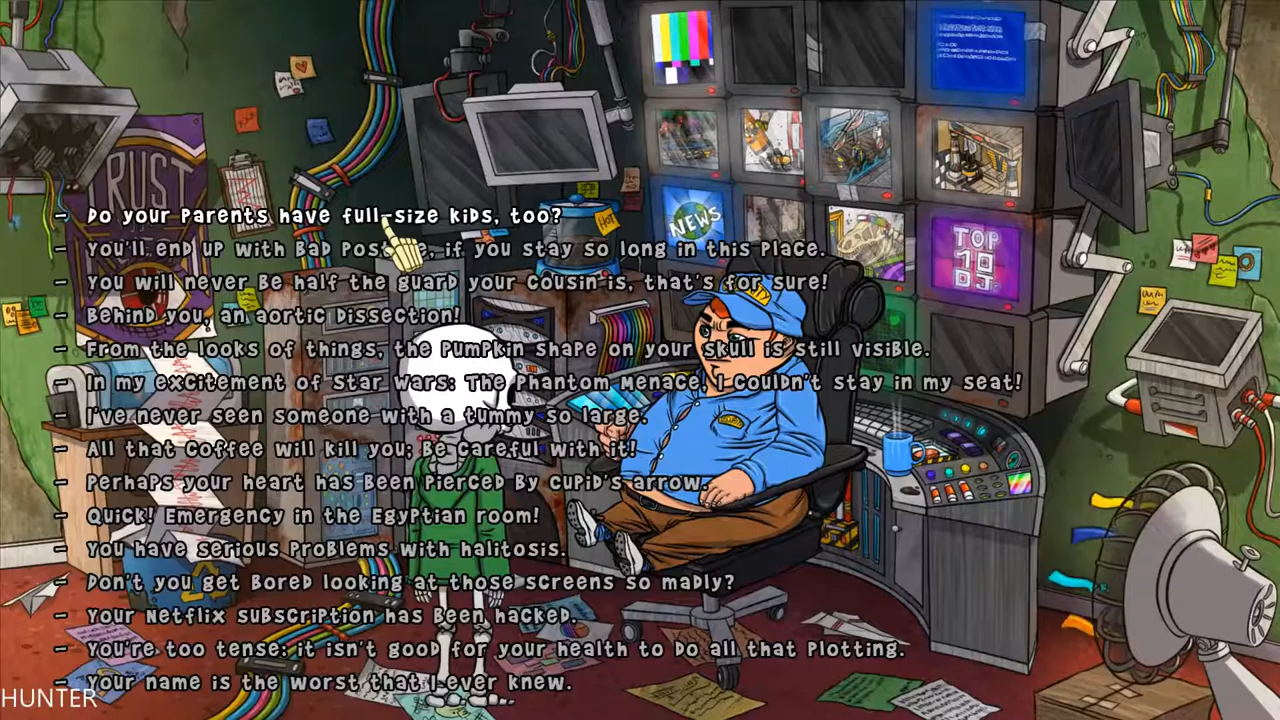 TRUST
HOT
NEWS
TOP
10
DJs
- Do your parents have full-size kids, too?
- You'll end up with bad posture, if you stay so long in this place.
- You will never be half the guard your cousin is, that's for sure!
- Behind you, an aortic dissection!
- From the looks of things, the pumpkin shape on your skull is still visible.
- In my excitement of Star Wars: The Phantom Menace, I couldn't stay in my seat!
- I've never seen someone with a tummy so large.
- All that coffee will kill you; be careful with it!
- Perhaps your heart has been pierced by cupid's arrow.
- Quick! Emergency in the Egyptian room!
- You have serious problems with halitosis.
- Don't you get bored looking at those screens so madly?
- Your Netflix subscription has been hacked.
- You're too tense; it isn't good for your health to do all that plotting.
- Your name is the worst that I ever knew.
HUNTER